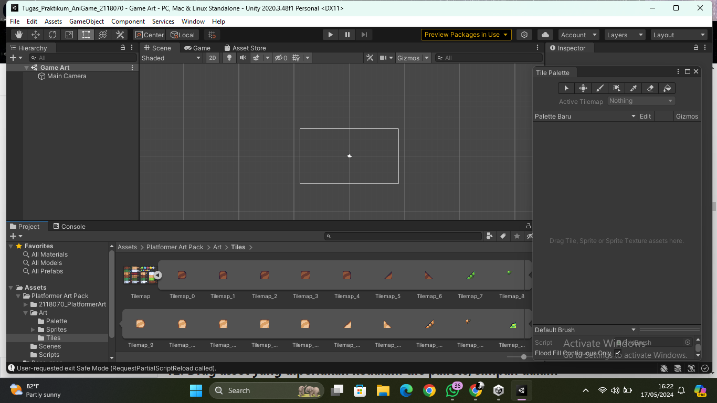 Tugas_Praktikum_AniGame_2118070 - Game Art - PC, Mac & Linux Standalone - Unity 2020.3.48f1 Personal <DX11>
File Edit Assets GameObject Component Services Window Help
Center Local Preview Packages in Use Account Layers Layout
Hierarchy Scene Game Asset Store Inspector
All Shaded 2D 0 Gizmos All
Game Art
Main Camera
Tile Palette
Active Tilemap Nothing
Palette Baru Edit Gizmos
Drag Tile, Sprite or Sprite Texture assets here.
Project Console
Favorites
All Materials
All Models
All Prefabs
Assets
Platformer Art Pack
2118070_PlatformerArt
Art
Palette
Sprites
Tiles
Scenes
Scripts
Assets > Platformer Art Pack > Art > Tiles >
Tilemap Tilemap_0 Tilemap_1 Tilemap_2 Tilemap_3 Tilemap_4 Tilemap_5 Tilemap_6 Tilemap_7 Tilemap_8
Tilemap_9 Tilemap_... Tilemap_... Tilemap_... Tilemap_... Tilemap_... Tilemap_... Tilemap_... Tilemap_... Tilemap_...
Default Brush
Script
Flood Fill Contiguous Only
Activate Windows
Go to Settings to activate Windows.
User-requested exit Safe Mode (RequestPartialScriptReload called).
82°F
Partly sunny
Search
35
16:22
17/05/2024